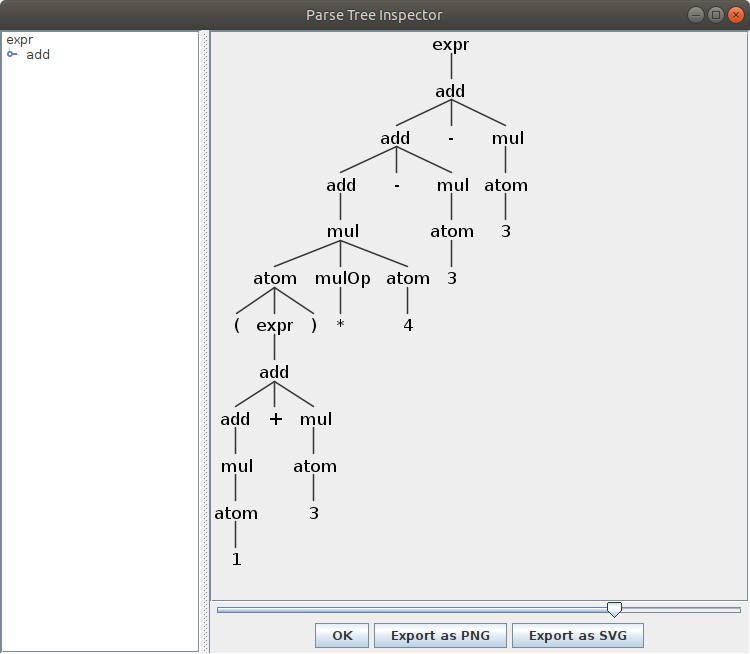 Parse Tree Inspector
expr
add
expr
add
add - mul
add - mul atom
mul atom 3
atom mulOp atom 3
( expr ) * 4
add
add + mul
mul atom
atom 3
1
OK Export as PNG Export as SVG